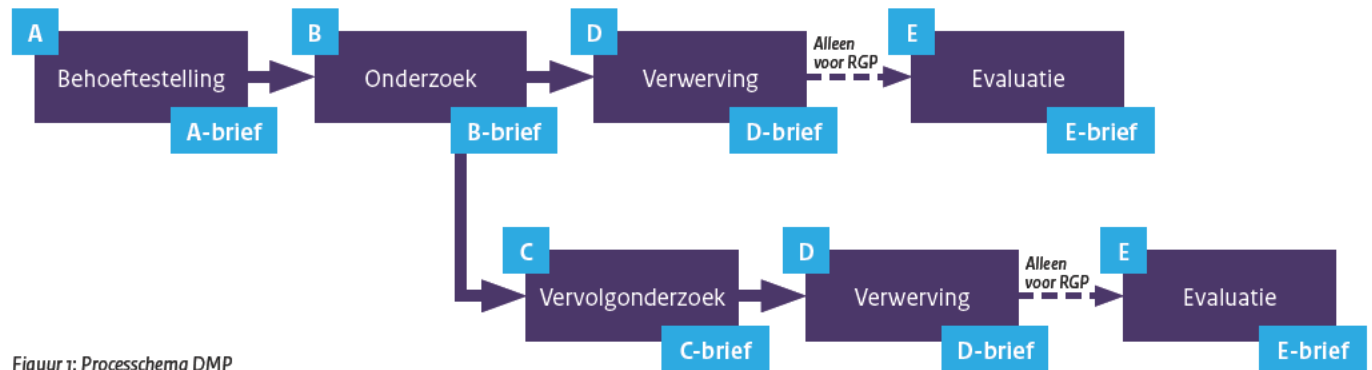 A
Behoeftestelling
A-brief
B
Onderzoek
B-brief
D
Verwerving
D-brief
Alleen
voor RGP
E
Evaluatie
E-brief
C
Vervolgonderzoek
C-brief
D
Verwerving
D-brief
Alleen
voor RGP
E
Evaluatie
E-brief
Figuur 1: Processchema DMP